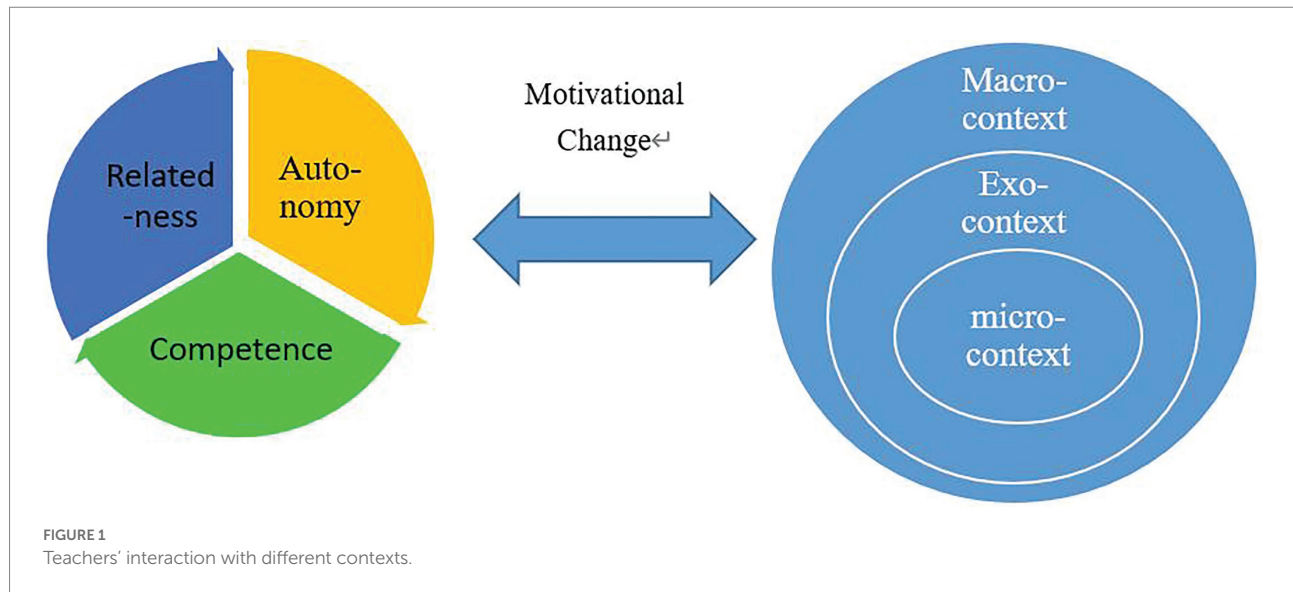 Related
-ness
Auto-
nomy
Competence
Motivational
Change↵
Macro-
context
Exo-
context
micro-
context
FIGURE 1
Teachers’ interaction with different contexts.